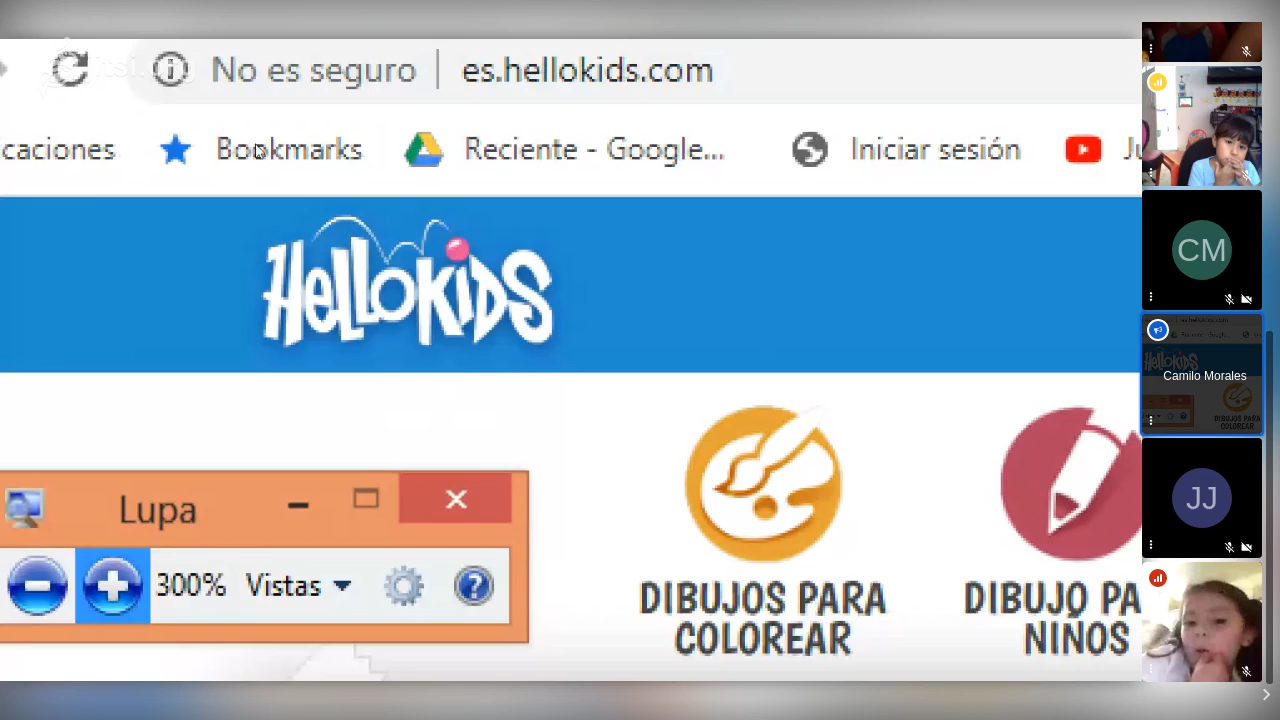 No es seguro
es.hellokids.com
caciones
Bookmarks
Reciente - Google...
Iniciar sesión
HELLOKIDS
Lupa
300%
Vistas
DIBUJOS PARA
COLOREAR
DIBUJO PA
NIÑOS
CM
Camilo Morales
JJ